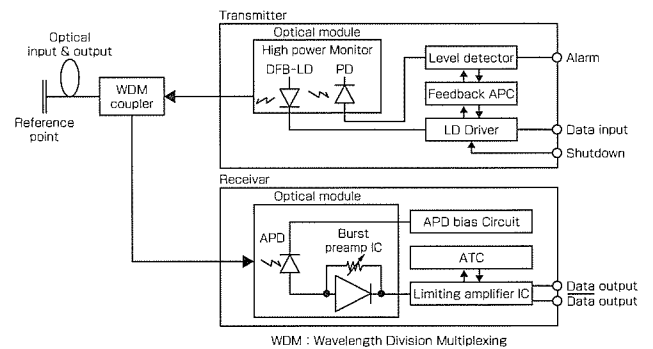 Transmitter
Optical module
High power Monitor
DFB-LD PD
Level detector
Alarm
Feedback APC
LD Driver
Data input
Shutdown
Optical
input & output
WDM
coupler
Reference
point
Receivar
Optical module
APD
Burst
preamp IC
APD bias Circuit
ATC
Limiting amplifier IC
Data output
Data output
WDM : Wavelength Division Multiplexing